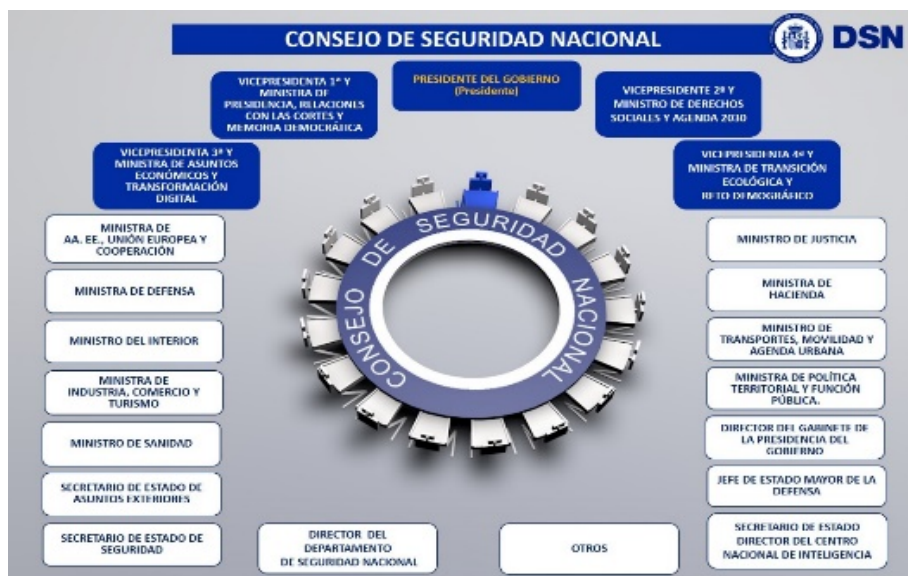 CONSEJO DE SEGURIDAD NACIONAL
DSN
PRESIDENTE DEL GOBIERNO
(Presidente)
VICEPRESIDENTA 1ª Y
MINISTRA DE
PRESIDENCIA, RELACIONES
CON LAS CORTES Y
MEMORIA DEMOCRÁTICA
VICEPRESIDENTE 2º Y
MINISTRO DE DERECHOS
SOCIALES Y AGENDA 2030
VICEPRESIDENTA 3ª Y
MINISTRA DE ASUNTOS
ECONÓMICOS Y
TRANSFORMACIÓN
DIGITAL
VICEPRESIDENTA 4ª Y
MINISTRA DE TRANSICIÓN
ECOLÓGICA Y
RETO DEMOGRÁFICO
MINISTRA DE
AA. EE., UNIÓN EUROPEA Y
COOPERACIÓN
MINISTRA DE DEFENSA
MINISTRO DEL INTERIOR
MINISTRA DE
INDUSTRIA, COMERCIO Y
TURISMO
MINISTRO DE SANIDAD
SECRETARIO DE ESTADO DE
ASUNTOS EXTERIORES
SECRETARIO DE ESTADO DE
SEGURIDAD
CONSEJO DE SEGURIDAD NACIONAL
MINISTRO DE JUSTICIA
MINISTRA DE
HACIENDA
MINISTRO DE
TRANSPORTES, MOVILIDAD Y
AGENDA URBANA
MINISTRA DE POLÍTICA
TERRITORIAL Y FUNCIÓN
PÚBLICA.
DIRECTOR DEL GABINETE DE
LA PRESIDENCIA DEL
GOBIERNO
JEFE DE ESTADO MAYOR DE LA
DEFENSA
SECRETARIO DE ESTADO
DIRECTOR DEL CENTRO
NACIONAL DE INTELIGENCIA
DIRECTOR DEL
DEPARTAMENTO
DE SEGURIDAD NACIONAL
OTROS